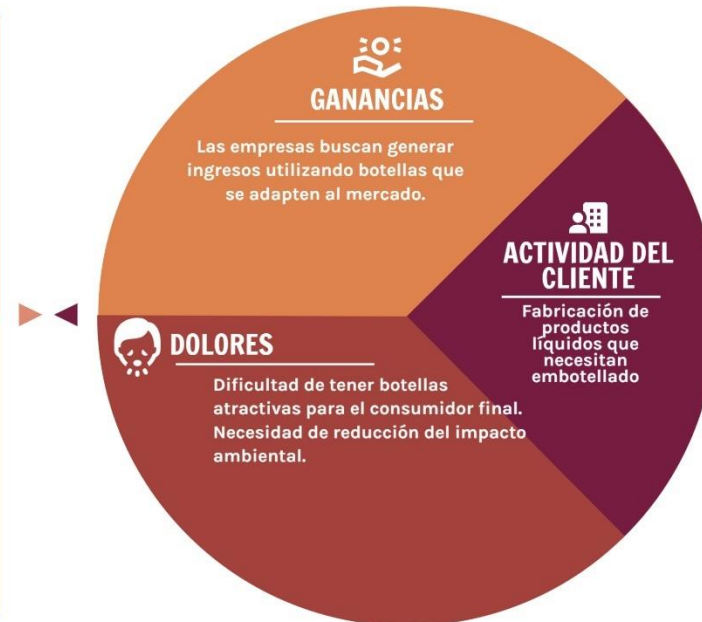 GANANCIAS
Las empresas buscan generar
ingresos utilizando botellas que
se adapten al mercado.
ACTIVIDAD DEL
CLIENTE
Fabricación de
productos
líquidos que
necesitan
embotellado
DOLORES
Dificultad de tener botellas
atractivas para el consumidor final.
Necesidad de reducción del impacto
ambiental.